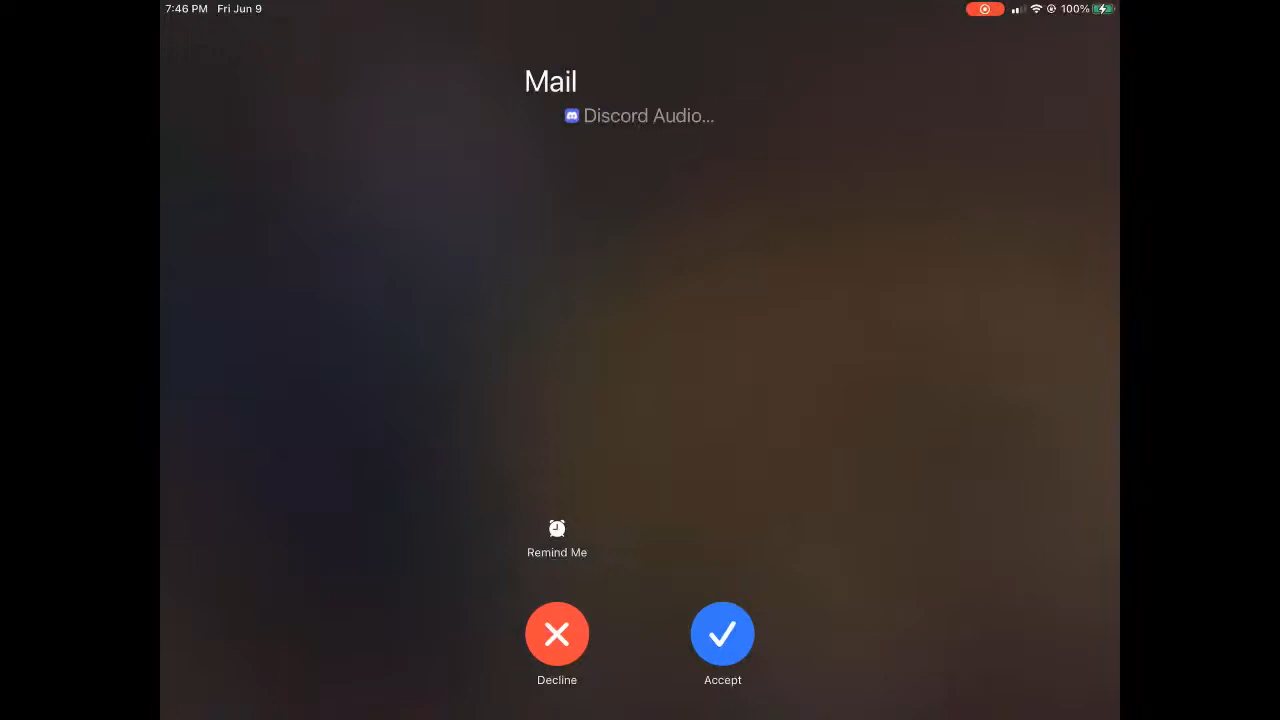 7:46 PM Fri Jun 9
100%
Mail
Discord Audio...
Remind Me
Decline
Accept